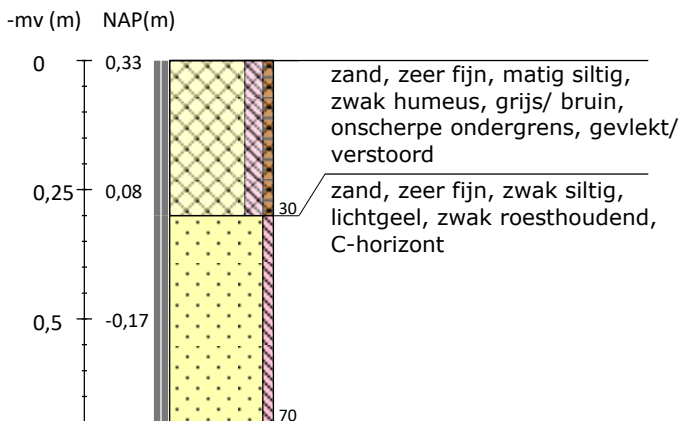 -mv (m) NAP(m)
0 0,33
zand, zeer fijn, matig siltig,
zwak humeus, grijs/ bruin,
onscherpe ondergrens, gevlekt/
verstoord
0,25 0,08
30
zand, zeer fijn, zwak siltig,
lichtgeel, zwak roesthoudend,
C-horizont
0,5 -0,17
70